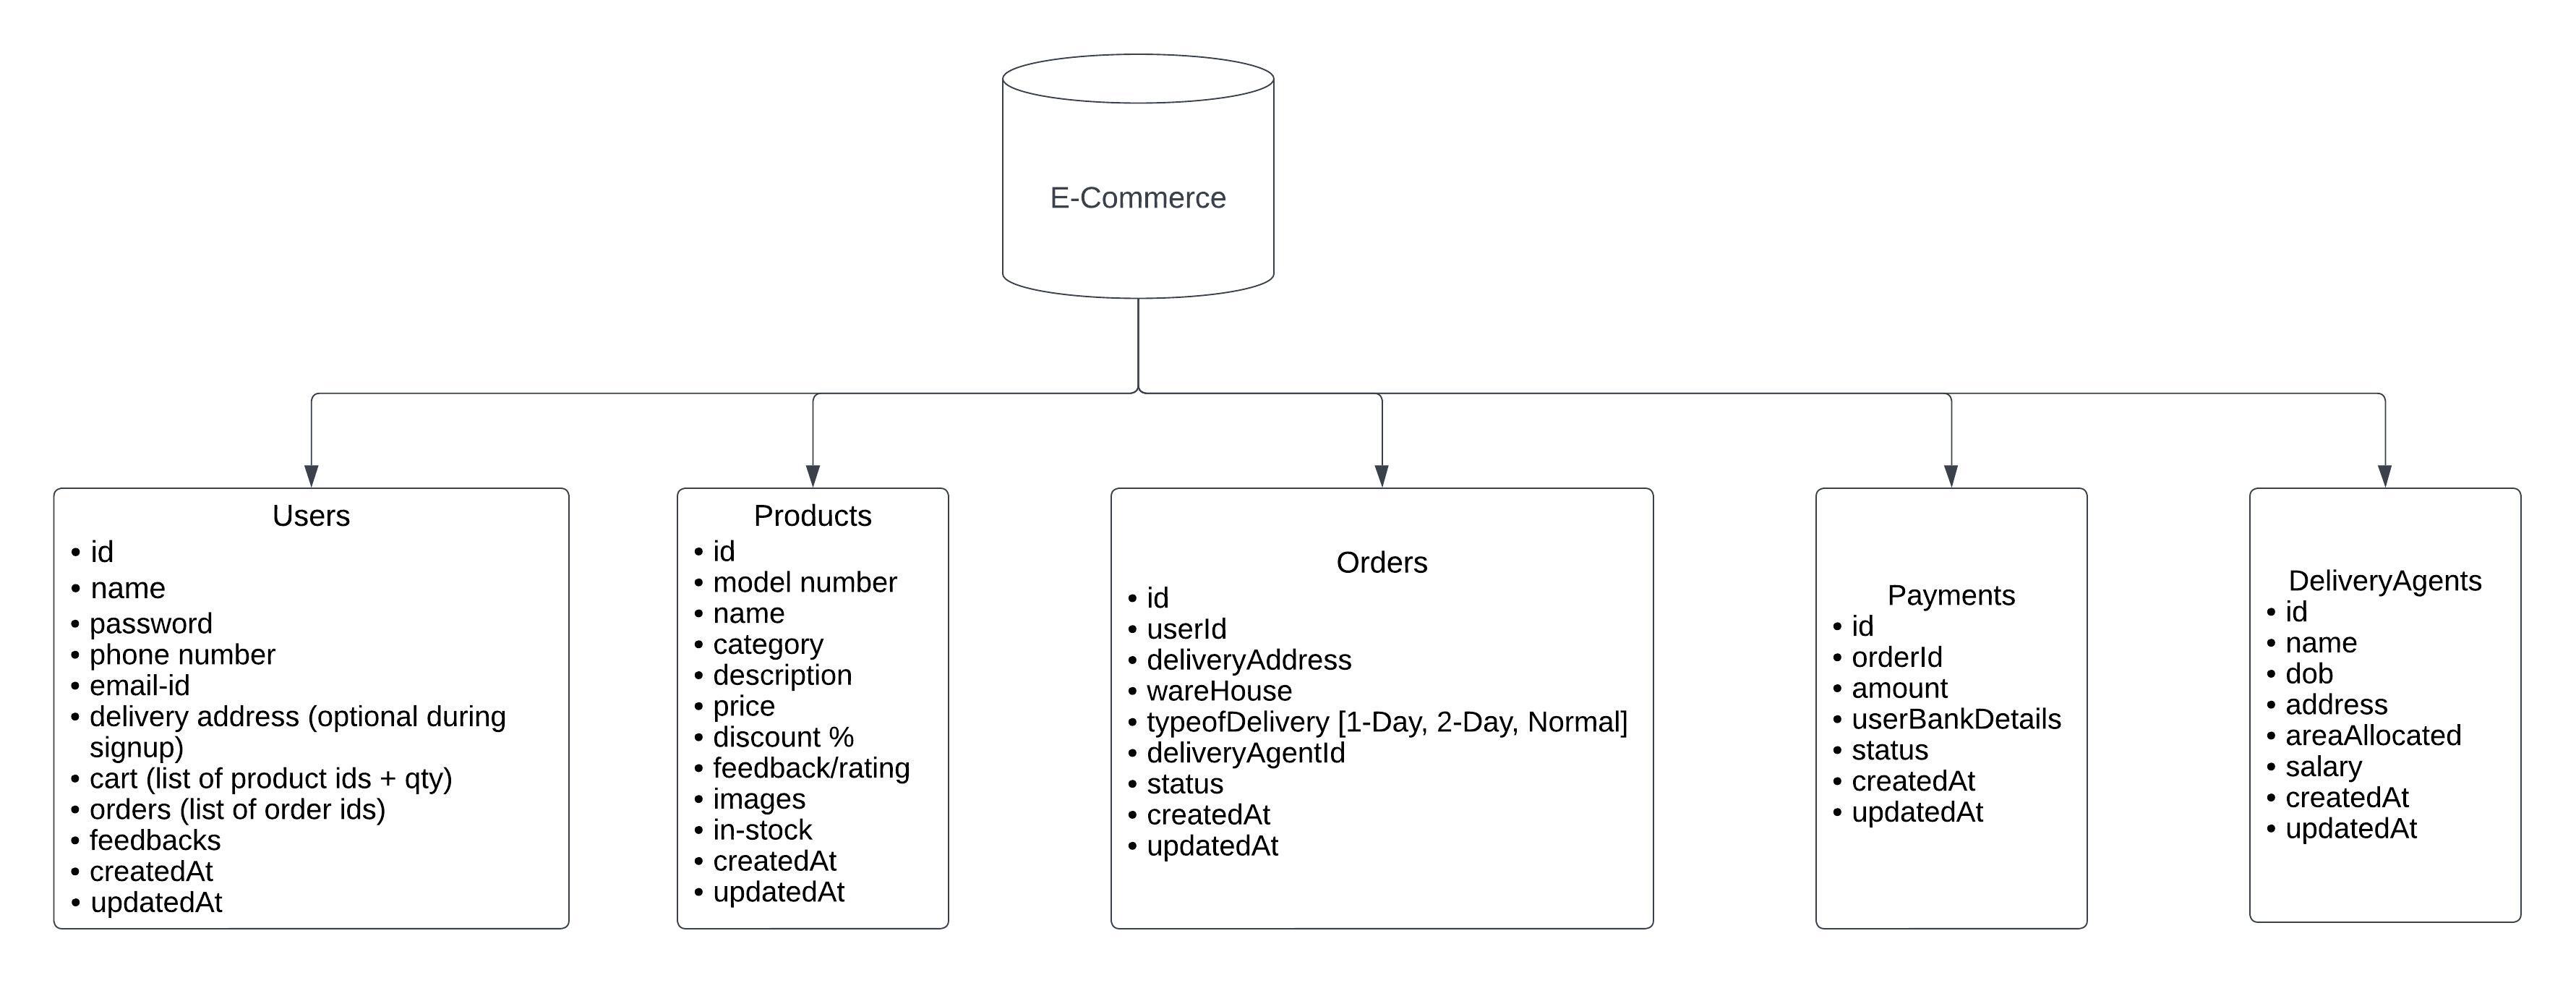 E-Commerce
Users
• id
• name
• password
• phone number
• email-id
• delivery address (optional during
signup)
• cart (list of product ids + qty)
• orders (list of order ids)
• feedbacks
• createdAt
• updatedAt
Products
• id
• model number
• name
• category
• description
• price
• discount %
• feedback/rating
• images
• in-stock
• createdAt
• updatedAt
Orders
• id
• userId
• deliveryAddress
• wareHouse
• typeofDelivery [1-Day, 2-Day, Normal]
• deliveryAgentId
• status
• createdAt
• updatedAt
Payments
• id
• orderId
• amount
• userBankDetails
• status
• createdAt
• updatedAt
DeliveryAgents
• id
• name
• dob
• address
• areaAllocated
• salary
• createdAt
• updatedAt